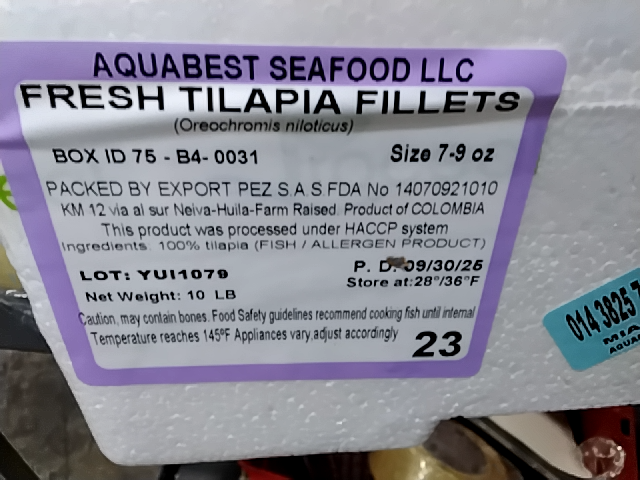 AQUABEST SEAFOOD LLC
FRESH TILAPIA FILLETS
(Oreochromis niloticus)
BOX ID 75 - B4- 0031
Size 7-9 oz
PACKED BY EXPORT PEZ S.A.S FDA No 14070921010
KM 12 via al sur Neiva-Huila-Farm Raised. Product of COLOMBIA
This product was processed under HACCP system
Ingredients: 100% tilapia (FISH / ALLERGEN PRODUCT)
LOT: YUI1079
P. D. 09/30/25
Store at:28°/36°F
Net Weight: 10 LB
Caution, may contain bones. Food Safety guidelines recommend cooking fish until internal
Temperature reaches 145ºF Appliances vary,adjust accordingly
23
014 3825